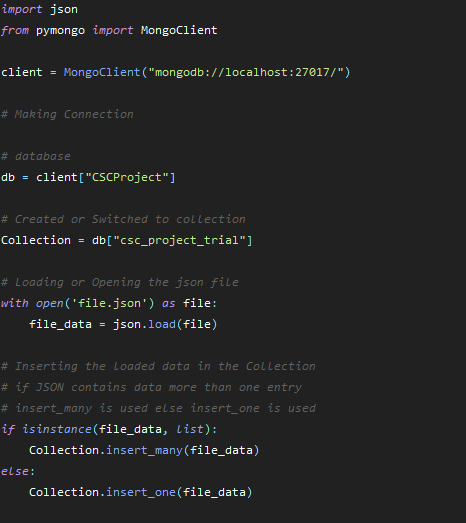 import json
from pymongo import MongoClient
client = MongoClient("mongodb://localhost:27017/")
# Making Connection
# database
db = client["CSCProject"]
# Created or Switched to collection
Collection = db["csc_project_trial"]
# Loading or Opening the json file
with open('file.json') as file:
    file_data = json.load(file)
# Inserting the loaded data in the Collection
# if JSON contains data more than one entry
# insert_many is used else insert_one is used
if isinstance(file_data, list):
    Collection.insert_many(file_data)
else:
    Collection.insert_one(file_data)